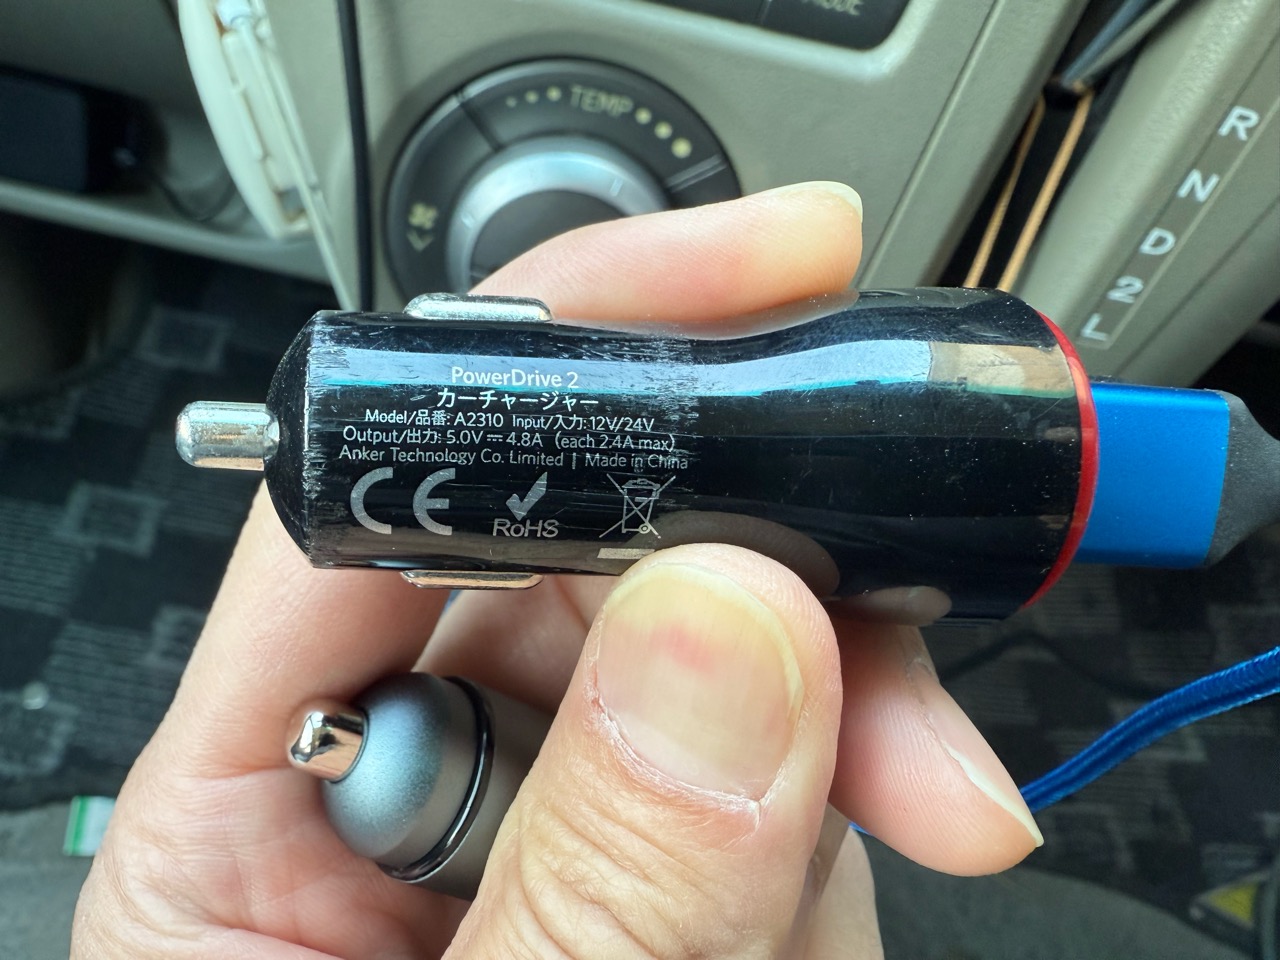 TEMP
R
N
D
2
L
PowerDrive 2
カーチャージャー
Model/品番: A2310 Input/入力: 12V/24V
Output/出力: 5.0V⎓4.8A (each 2.4A max)
Anker Technology Co. Limited | Made in China
CE
RoHS